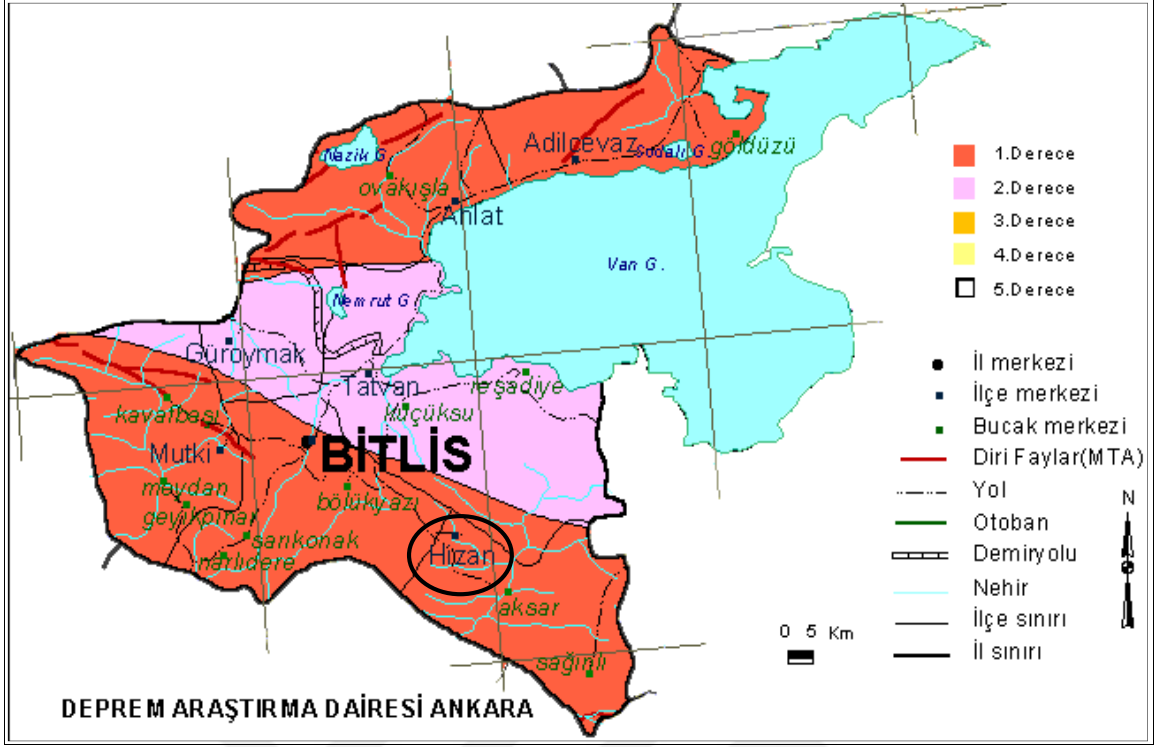 Nazik G
ovakışla
Adilcevaz
Sodalı G
göldüzü
Ahlat
Van G.
Nemrut G
Güroymak
Tatvan
reşadiye
küçüksu
kavafbaşı
Mutki
BİTLİS
meydan
geyikpınar
bölükyazı
sarıkonak
narlıdere
Hizan
aksar
sağınlı
1.Derece
2.Derece
3.Derece
4.Derece
5.Derece
İl merkezi
İlçe merkezi
Bucak merkezi
Diri Faylar(MTA)
Yol
Otoban
Demiryolu
Nehir
İlçe sınırı
İl sınırı
N
0 5 Km
DEPREM ARAŞTIRMA DAİRESİ ANKARA